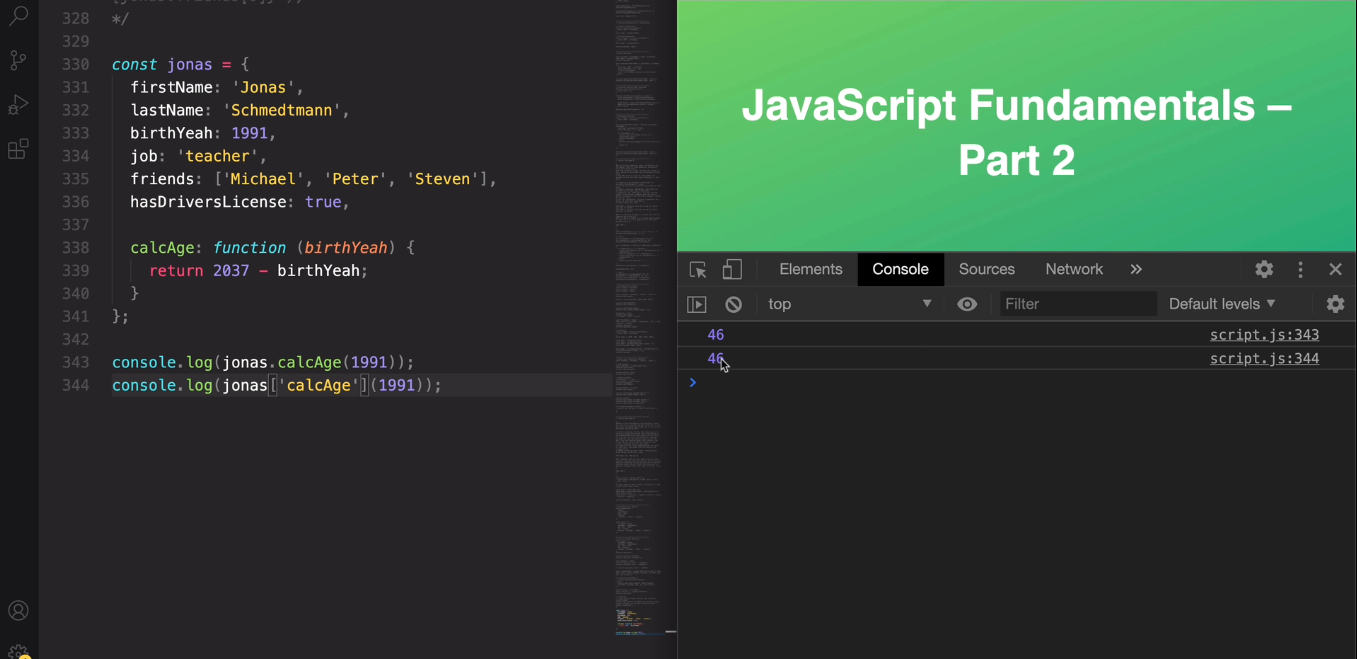 328 */
329
330 const jonas = {
331 firstName: 'Jonas',
332 lastName: 'Schmedtmann',
333 birthYeah: 1991,
334 job: 'teacher',
335 friends: ['Michael', 'Peter', 'Steven'],
336 hasDriversLicense: true,
337
338 calcAge: function (birthYeah) {
339 return 2037 - birthYeah;
340 }
341 };
342
343 console.log(jonas.calcAge(1991));
344 console.log(jonas['calcAge'](1991));
JavaScript Fundamentals –
Part 2
Elements Console Sources Network »
top Filter Default levels
46 script.js:343
46 script.js:344